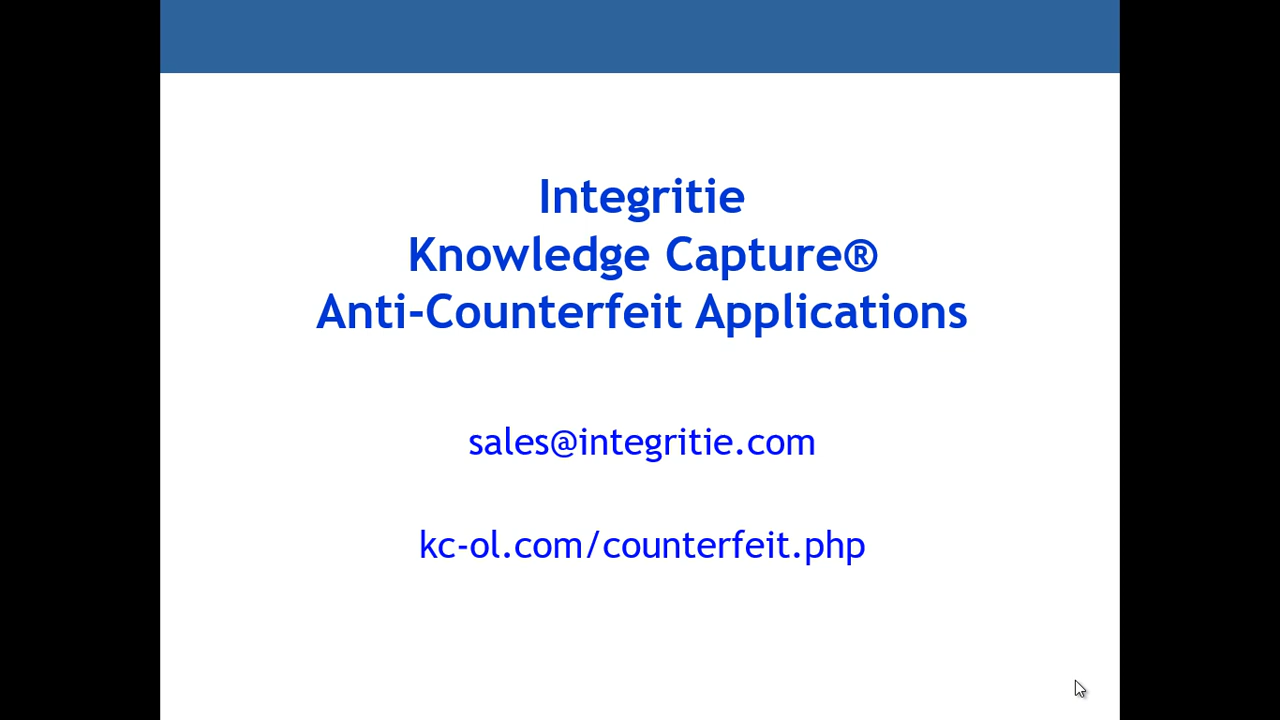 Integritie
Knowledge Capture®
Anti-Counterfeit Applications
sales@integritie.com
kc-ol.com/counterfeit.php